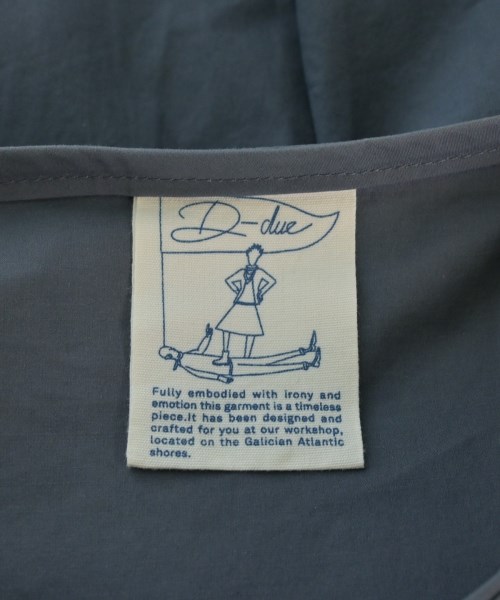 D-due
Fully embodied with irony and
emotion this garment is a timeless
piece.It has been designed and
crafted for you at our workshop,
located on the Galician Atlantic
shores.